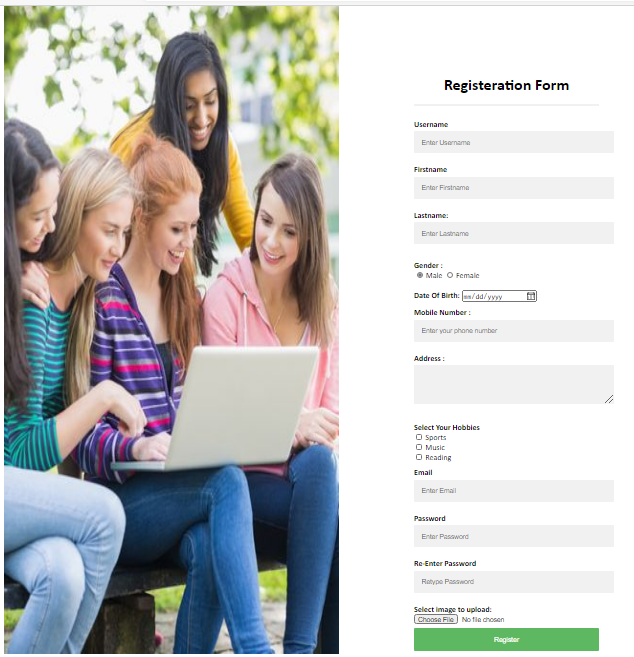 Registeration Form
Username
Enter Username
Firstname
Enter Firstname
Lastname:
Enter Lastname
Gender :
Male Female
Date Of Birth: mm/dd/yyyy
Mobile Number :
Enter your phone number
Address :
Select Your Hobbies
Sports
Music
Reading
Email
Enter Email
Password
Enter Password
Re-Enter Password
Retype Password
Select image to upload:
Choose File No file chosen
Register